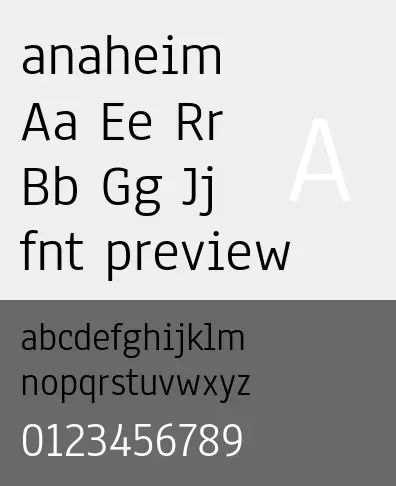 anaheim
Aa Ee Rr
A
Bb Gg Jj
fnt preview
abcdefghijklm
nopqrstuvwxyz
0123456789